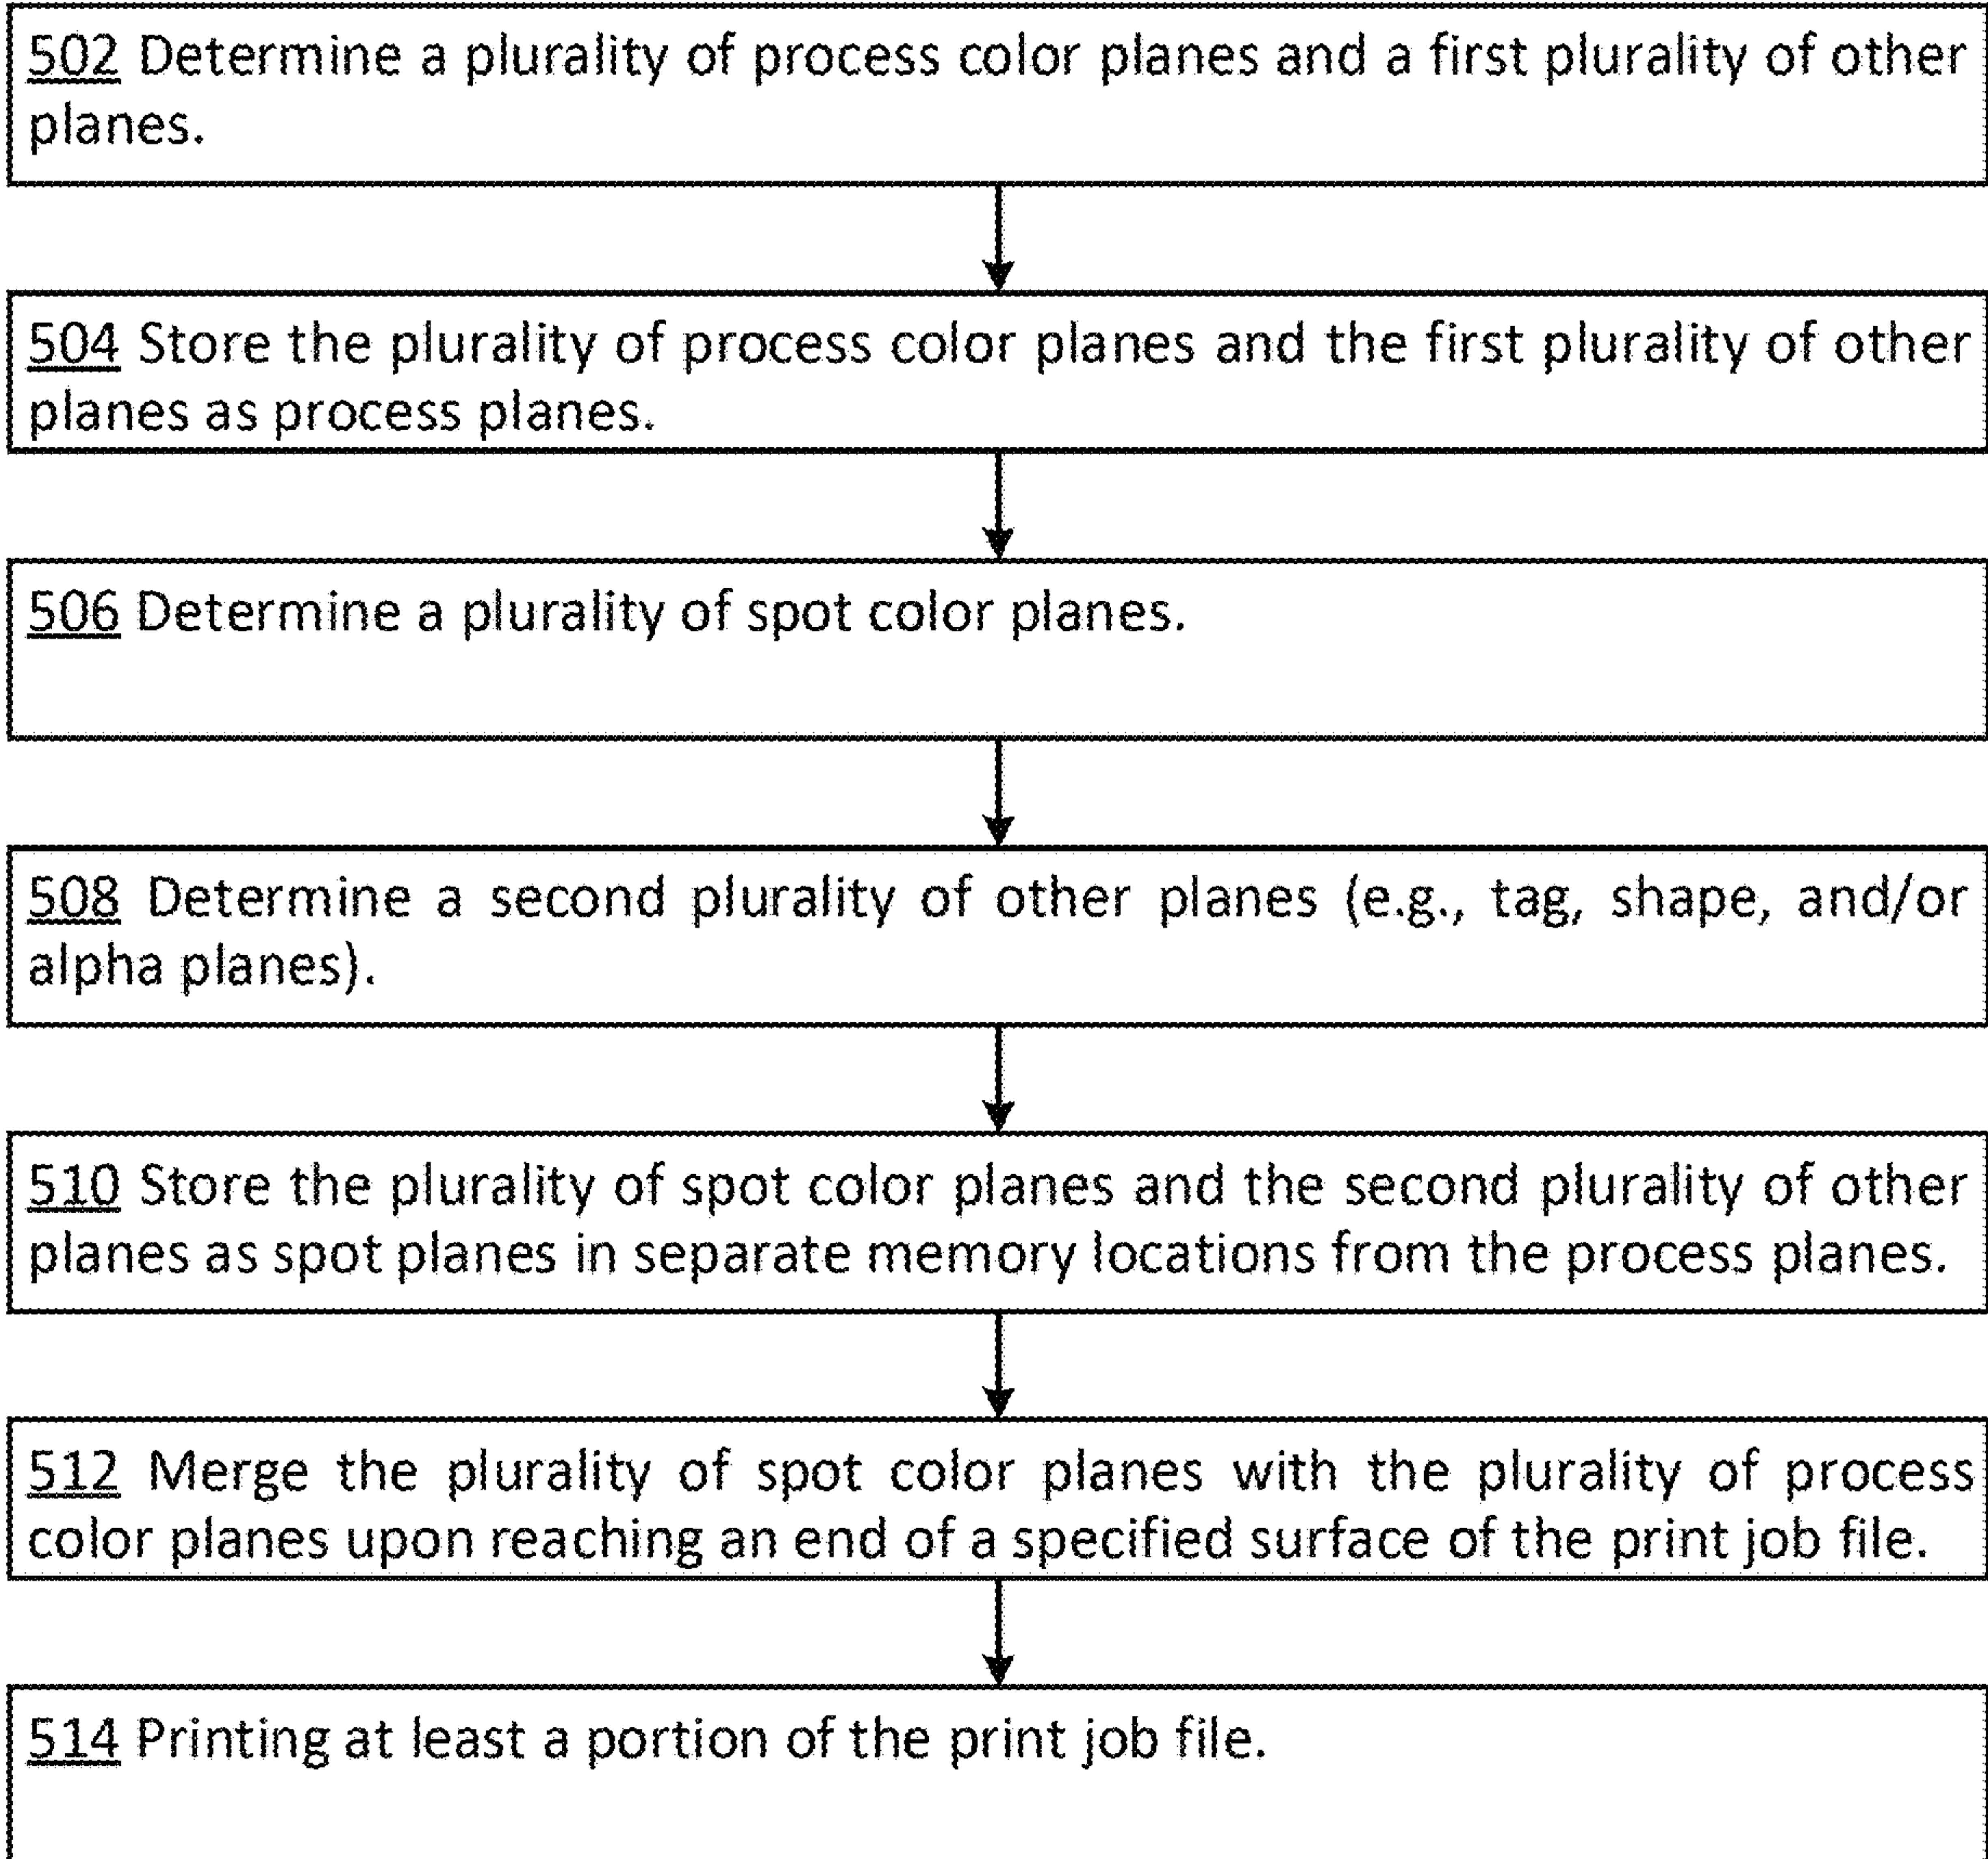 502 Determine a plurality of process color planes and a first plurality of other
planes.
504 Store the plurality of process color planes and the first plurality of other
planes as process planes.
506 Determine a plurality of spot color planes.
508 Determine a second plurality of other planes (e.g., tag, shape, and/or
alpha planes).
510 Store the plurality of spot color planes and the second plurality of other
planes as spot planes in separate memory locations from the process planes.
512 Merge the plurality of spot color planes with the plurality of process
color planes upon reaching an end of a specified surface of the print job file.
514 Printing at least a portion of the print job file.